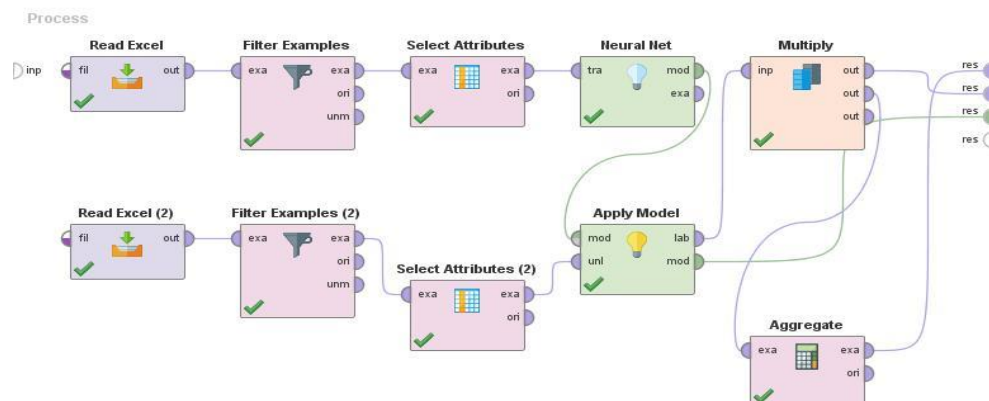 Process
Read Excel
Filter Examples
Select Attributes
Neural Net
Multiply
inp
fil
out
exa
exa
ori
unm
exa
exa
ori
tra
mod
exa
inp
out
out
out
res
res
res
res
Read Excel (2)
Filter Examples (2)
Select Attributes (2)
Apply Model
fil
out
exa
exa
ori
unm
exa
exa
ori
mod
unl
lab
mod
Aggregate
exa
exa
ori